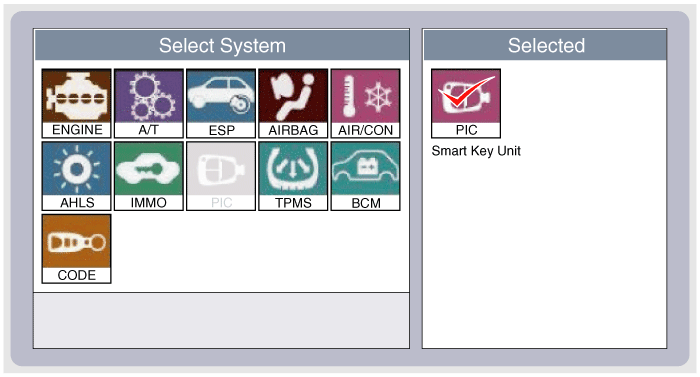 Select System
ENGINE A/T ESP AIRBAG AIR/CON
AHLS IMMO PIC TPMS BCM
CODE
Selected
PIC
Smart Key Unit